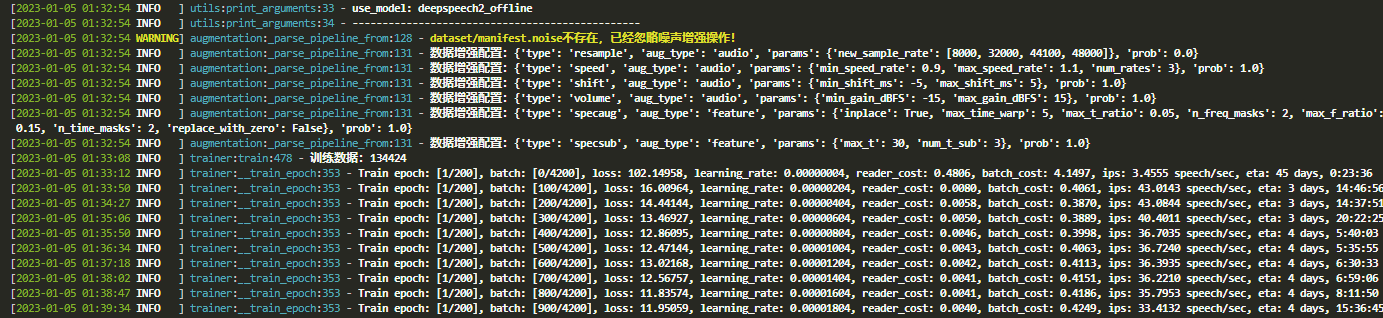 [2023-01-05 01:32:54 INFO   ] utils:print_arguments:33 - use_model: deepspeech2_offline
[2023-01-05 01:32:54 INFO   ] utils:print_arguments:34 - ------------------------------------------------
[2023-01-05 01:32:54 WARNING] augmentation:_parse_pipeline_from:128 - dataset/manifest.noise不存在，已经忽略噪声增强操作!
[2023-01-05 01:32:54 INFO   ] augmentation:_parse_pipeline_from:131 - 数据增强配置：{'type': 'resample', 'aug_type': 'audio', 'params': {'new_sample_rate': [8000, 32000, 44100, 48000]}, 'prob': 0.0}
[2023-01-05 01:32:54 INFO   ] augmentation:_parse_pipeline_from:131 - 数据增强配置：{'type': 'speed', 'aug_type': 'audio', 'params': {'min_speed_rate': 0.9, 'max_speed_rate': 1.1, 'num_rates': 3}, 'prob': 1.0}
[2023-01-05 01:32:54 INFO   ] augmentation:_parse_pipeline_from:131 - 数据增强配置：{'type': 'shift', 'aug_type': 'audio', 'params': {'min_shift_ms': -5, 'max_shift_ms': 5}, 'prob': 1.0}
[2023-01-05 01:32:54 INFO   ] augmentation:_parse_pipeline_from:131 - 数据增强配置：{'type': 'volume', 'aug_type': 'audio', 'params': {'min_gain_dBFS': -15, 'max_gain_dBFS': 15}, 'prob': 1.0}
[2023-01-05 01:32:54 INFO   ] augmentation:_parse_pipeline_from:131 - 数据增强配置：{'type': 'specaug', 'aug_type': 'feature', 'params': {'inplace': True, 'max_time_warp': 5, 'max_t_ratio': 0.05, 'n_freq_masks': 2, 'max_f_ratio':
0.15, 'n_time_masks': 2, 'replace_with_zero': False}, 'prob': 1.0}
[2023-01-05 01:32:54 INFO   ] augmentation:_parse_pipeline_from:131 - 数据增强配置：{'type': 'specsub', 'aug_type': 'feature', 'params': {'max_t': 30, 'num_t_sub': 3}, 'prob': 1.0}
[2023-01-05 01:33:08 INFO   ] trainer:train:478 - 训练数据：134424
[2023-01-05 01:33:12 INFO   ] trainer:__train_epoch:353 - Train epoch: [1/200], batch: [0/4200], loss: 102.14958, learning_rate: 0.00000004, reader_cost: 0.4806, batch_cost: 4.1497, ips: 3.4555 speech/sec, eta: 45 days, 0:23:36
[2023-01-05 01:33:50 INFO   ] trainer:__train_epoch:353 - Train epoch: [1/200], batch: [100/4200], loss: 16.00964, learning_rate: 0.00000204, reader_cost: 0.0080, batch_cost: 0.4061, ips: 43.0143 speech/sec, eta: 3 days, 14:46:56
[2023-01-05 01:34:27 INFO   ] trainer:__train_epoch:353 - Train epoch: [1/200], batch: [200/4200], loss: 14.44144, learning_rate: 0.00000404, reader_cost: 0.0058, batch_cost: 0.3870, ips: 43.0844 speech/sec, eta: 3 days, 14:37:51
[2023-01-05 01:35:06 INFO   ] trainer:__train_epoch:353 - Train epoch: [1/200], batch: [300/4200], loss: 13.46927, learning_rate: 0.00000604, reader_cost: 0.0050, batch_cost: 0.3889, ips: 40.4011 speech/sec, eta: 3 days, 20:22:25
[2023-01-05 01:35:50 INFO   ] trainer:__train_epoch:353 - Train epoch: [1/200], batch: [400/4200], loss: 12.86095, learning_rate: 0.00000804, reader_cost: 0.0046, batch_cost: 0.3998, ips: 36.7035 speech/sec, eta: 4 days, 5:40:03
[2023-01-05 01:36:34 INFO   ] trainer:__train_epoch:353 - Train epoch: [1/200], batch: [500/4200], loss: 12.47144, learning_rate: 0.00001004, reader_cost: 0.0043, batch_cost: 0.4063, ips: 36.7240 speech/sec, eta: 4 days, 5:35:55
[2023-01-05 01:37:18 INFO   ] trainer:__train_epoch:353 - Train epoch: [1/200], batch: [600/4200], loss: 13.02168, learning_rate: 0.00001204, reader_cost: 0.0042, batch_cost: 0.4113, ips: 36.3935 speech/sec, eta: 4 days, 6:30:33
[2023-01-05 01:38:02 INFO   ] trainer:__train_epoch:353 - Train epoch: [1/200], batch: [700/4200], loss: 12.56757, learning_rate: 0.00001404, reader_cost: 0.0041, batch_cost: 0.4151, ips: 36.2210 speech/sec, eta: 4 days, 6:59:06
[2023-01-05 01:38:47 INFO   ] trainer:__train_epoch:353 - Train epoch: [1/200], batch: [800/4200], loss: 11.83574, learning_rate: 0.00001604, reader_cost: 0.0041, batch_cost: 0.4186, ips: 35.7953 speech/sec, eta: 4 days, 8:11:50
[2023-01-05 01:39:34 INFO   ] trainer:__train_epoch:353 - Train epoch: [1/200], batch: [900/4200], loss: 11.95059, learning_rate: 0.00001804, reader_cost: 0.0040, batch_cost: 0.4249, ips: 33.4132 speech/sec, eta: 4 days, 15:36:45